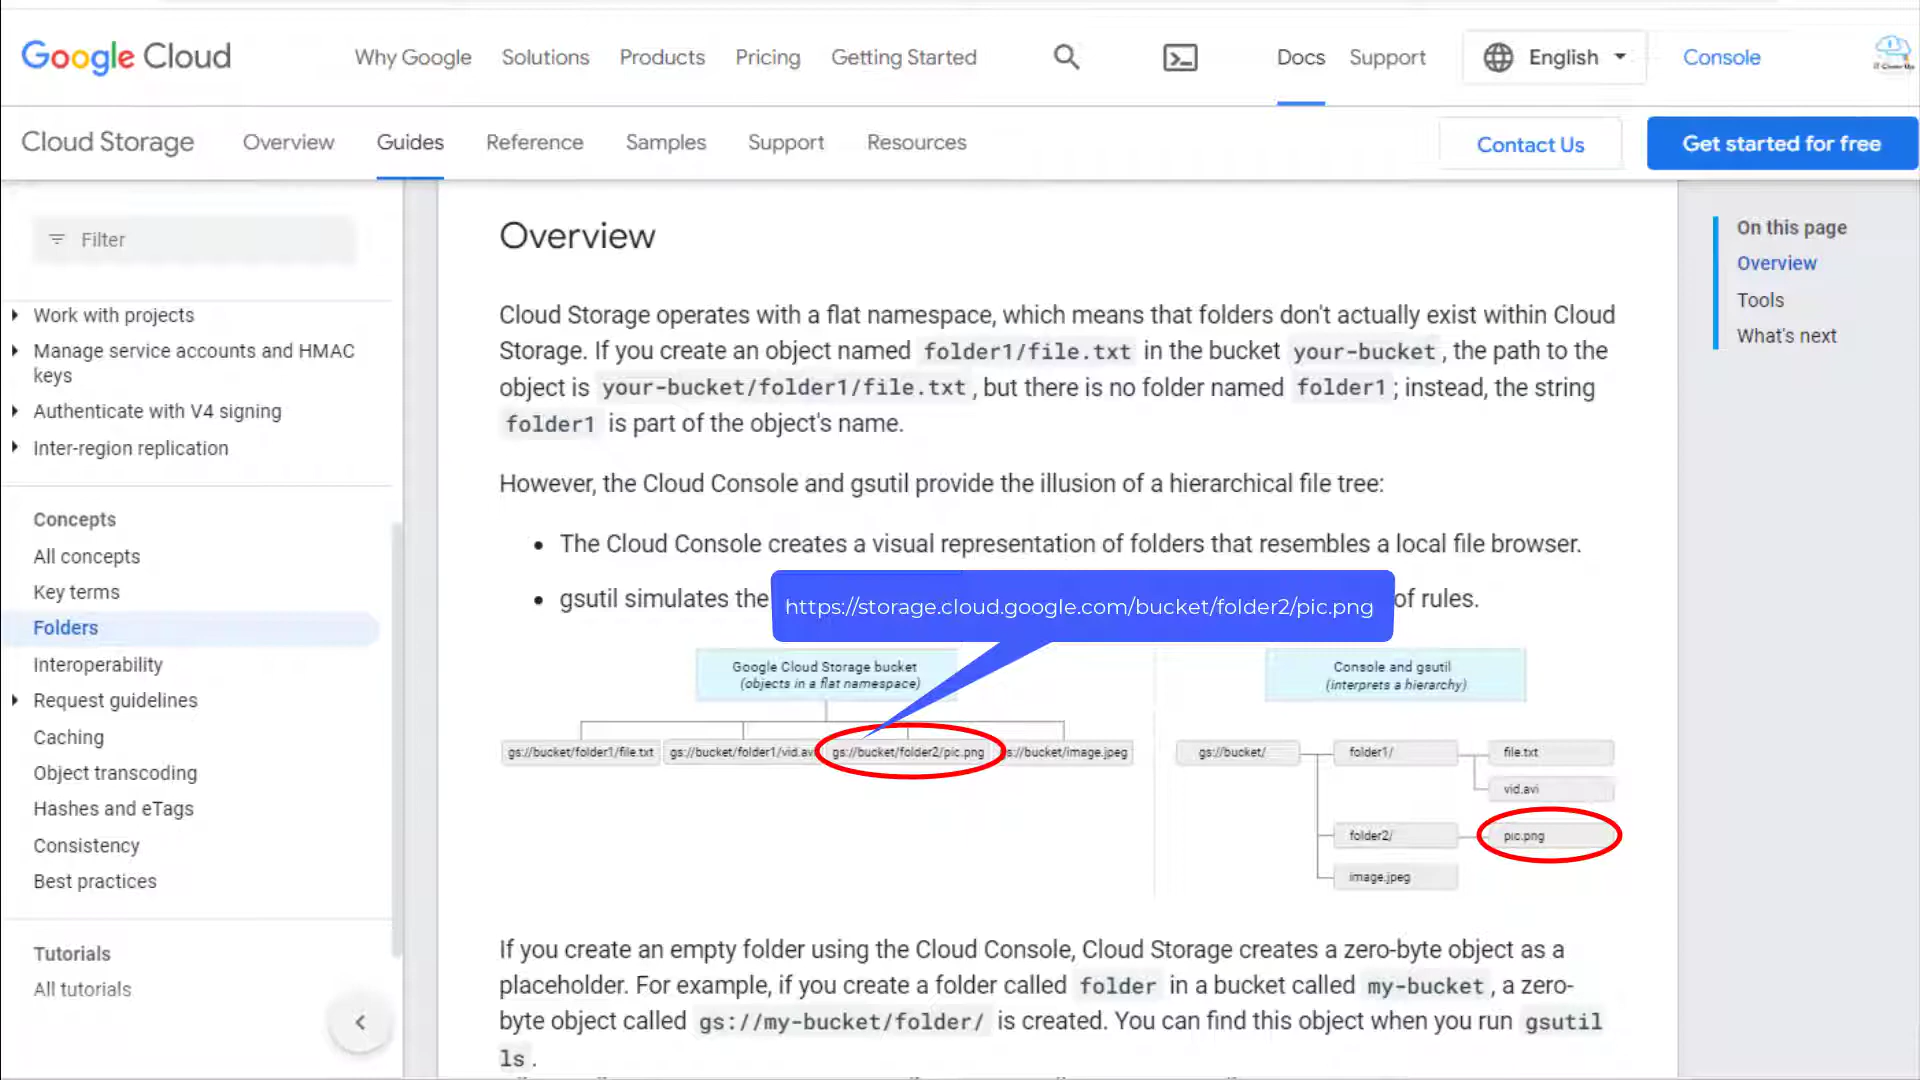 Google Cloud
Why Google
Solutions
Products
Pricing
Getting Started
Docs
Support
English
Console
Cloud Storage
Overview
Guides
Reference
Samples
Support
Resources
Contact Us
Get started for free
Filter
Work with projects
Manage service accounts and HMAC
keys
Authenticate with V4 signing
Inter-region replication
Concepts
All concepts
Key terms
Folders
Interoperability
Request guidelines
Caching
Object transcoding
Hashes and eTags
Consistency
Best practices
Tutorials
All tutorials
Overview
Cloud Storage operates with a flat namespace, which means that folders don't actually exist within Cloud
Storage. If you create an object named folder1/file.txt in the bucket your-bucket, the path to the
object is your-bucket/folder1/file.txt, but there is no folder named folder1; instead, the string
folder1 is part of the object's name.
However, the Cloud Console and gsutil provide the illusion of a hierarchical file tree:
• The Cloud Console creates a visual representation of folders that resembles a local file browser.
• gsutil simulates the
https://storage.cloud.google.com/bucket/folder2/pic.png
of rules.
Google Cloud Storage bucket
(objects in a flat namespace)
gs://bucket/folder1/file.txt
gs://bucket/folder1/vid.av
gs://bucket/folder2/pic.png
s://bucket/image.jpeg
Console and gsutil
(interprets a hierarchy)
gs://bucket/
folder1/
file.txt
vid.avi
folder2/
pic.png
image.jpeg
If you create an empty folder using the Cloud Console, Cloud Storage creates a zero-byte object as a
placeholder. For example, if you create a folder called folder in a bucket called my-bucket, a zero-
byte object called gs://my-bucket/folder/ is created. You can find this object when you run gsutil
ls.
On this page
Overview
Tools
What's next